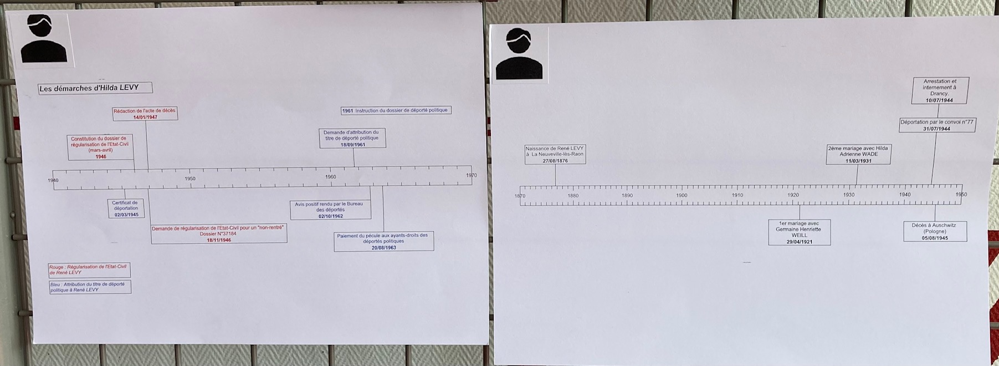 Les démarches d'Hilda LEVY
Rédaction de l'acte de décès
14/01/1947
1961 Instruction du dossier de déporté politique
Constitution du dossier de
régularisation de l'Etat-Civil
(mars-avril)
1946
Demande d'attribution du
titre de déporté politique
18/09/1961
1940
1950
1960
1970
Certificat de
déportation
02/03/1945
Avis positif rendu par le Bureau
des déportés
02/10/1962
Demande de régularisation de l'Etat-Civil pour un "non-rentré"
Dossier N°37184
18/11/1946
Paiement du pécule aux ayants-droits des
déportés politiques
20/08/1963
Rouge : Régularisation de l'Etat-Civil
de René LEVY
Bleu : Attribution du titre de déporté
politique à René LEVY
Arrestation et
internement à
Drancy.
10/07/1944
Déportation par le convoi n°77
31/07/1944
Naissance de René LEVY
à La Neuveville-lès-Raon
27/08/1876
2ème mariage avec Hilda
Adrienne WADE
11/03/1931
1870
1880
1890
1900
1910
1920
1930
1940
1950
1er mariage avec
Germaine Henriette
WEILL
29/04/1921
Décès à Auschwitz
(Pologne)
05/08/1945